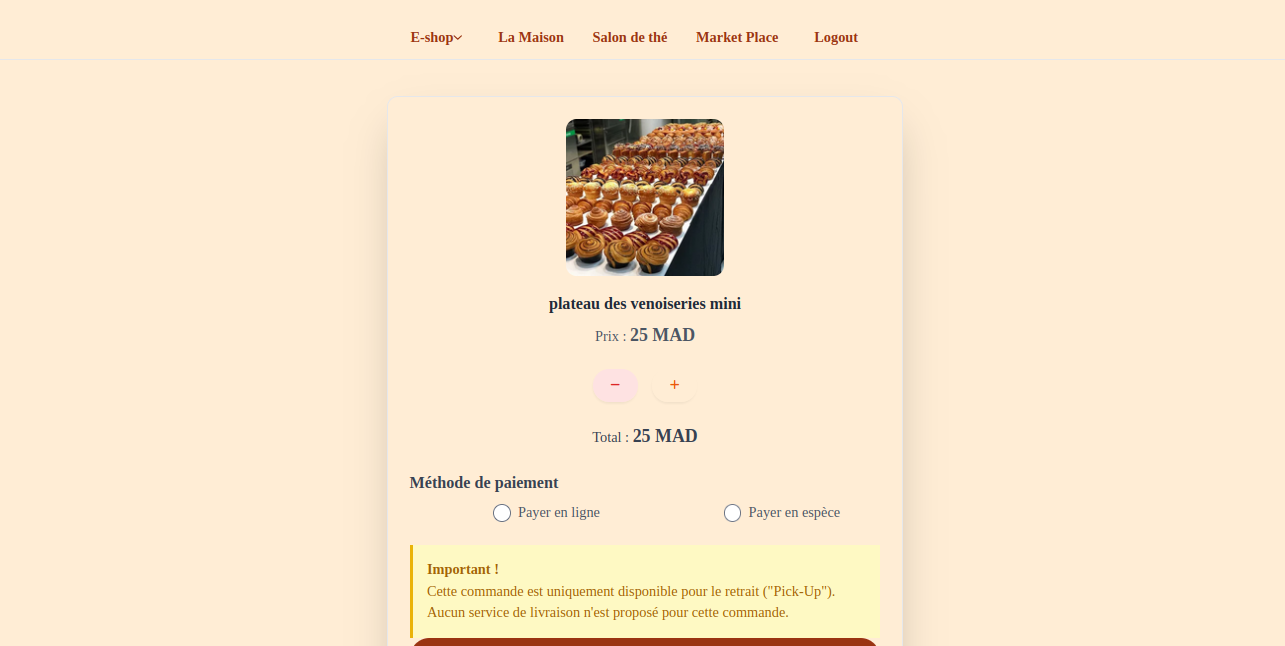 E-shop La Maison Salon de thé Market Place Logout
plateau des venoiseries mini
Prix : 25 MAD
− +
Total : 25 MAD
Méthode de paiement
Payer en ligne Payer en espèce
Important !
Cette commande est uniquement disponible pour le retrait ("Pick-Up").
Aucun service de livraison n'est proposé pour cette commande.